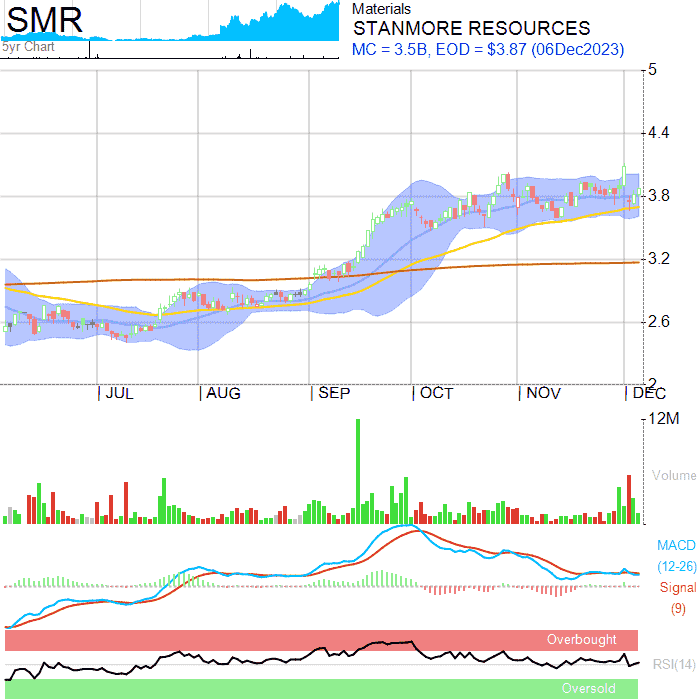 SMR
5yr Chart
Materials
STANMORE RESOURCES
MC = 3.5B, EOD = $3.87 (06Dec2023)
5
4.4
3.8
3.2
2.6
2
JUL
AUG
SEP
OCT
NOV
DEC
12M
Volume
MACD
(12-26)
Signal
(9)
Overbought
RSI(14)
Oversold